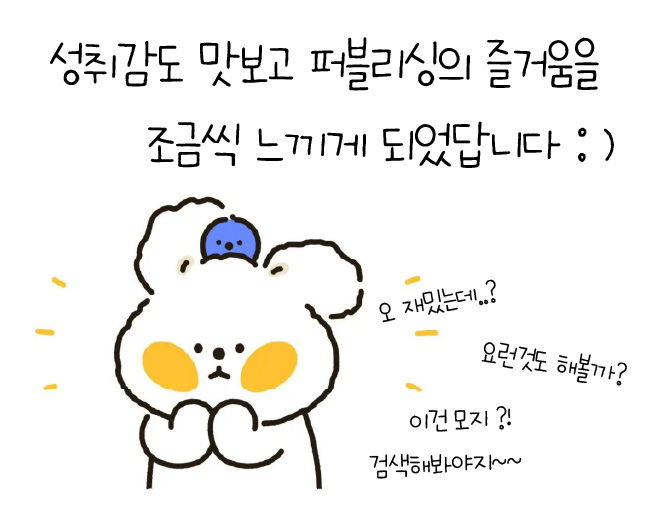 성취감도 맛보고 퍼블리싱의 즐거움을
조금씩 느끼게 되었답니다 : )
오 재밌는데..?
요런것도 해볼까?
이건 모지 ?!
검색해봐야지~~